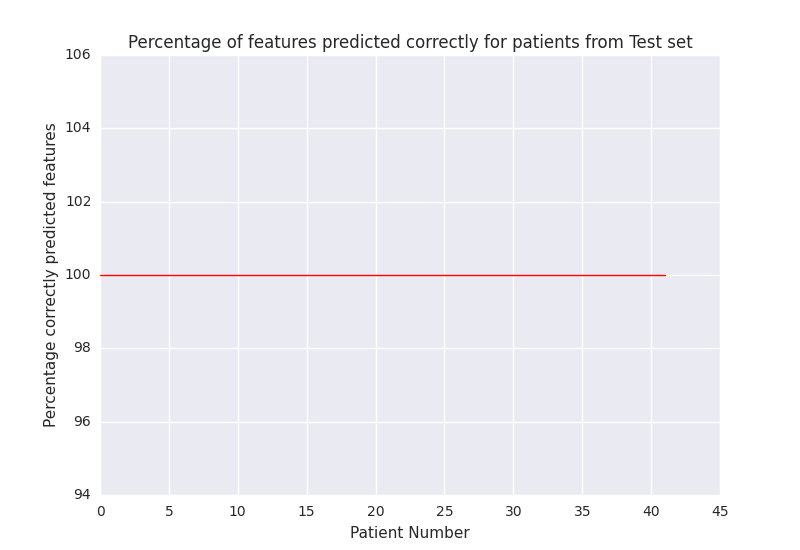 Percentage of features predicted correctly for patients from Test set
106
104
102
100
98
96
94
Percentage correctly predicted features
0 5 10 15 20 25 30 35 40 45
Patient Number